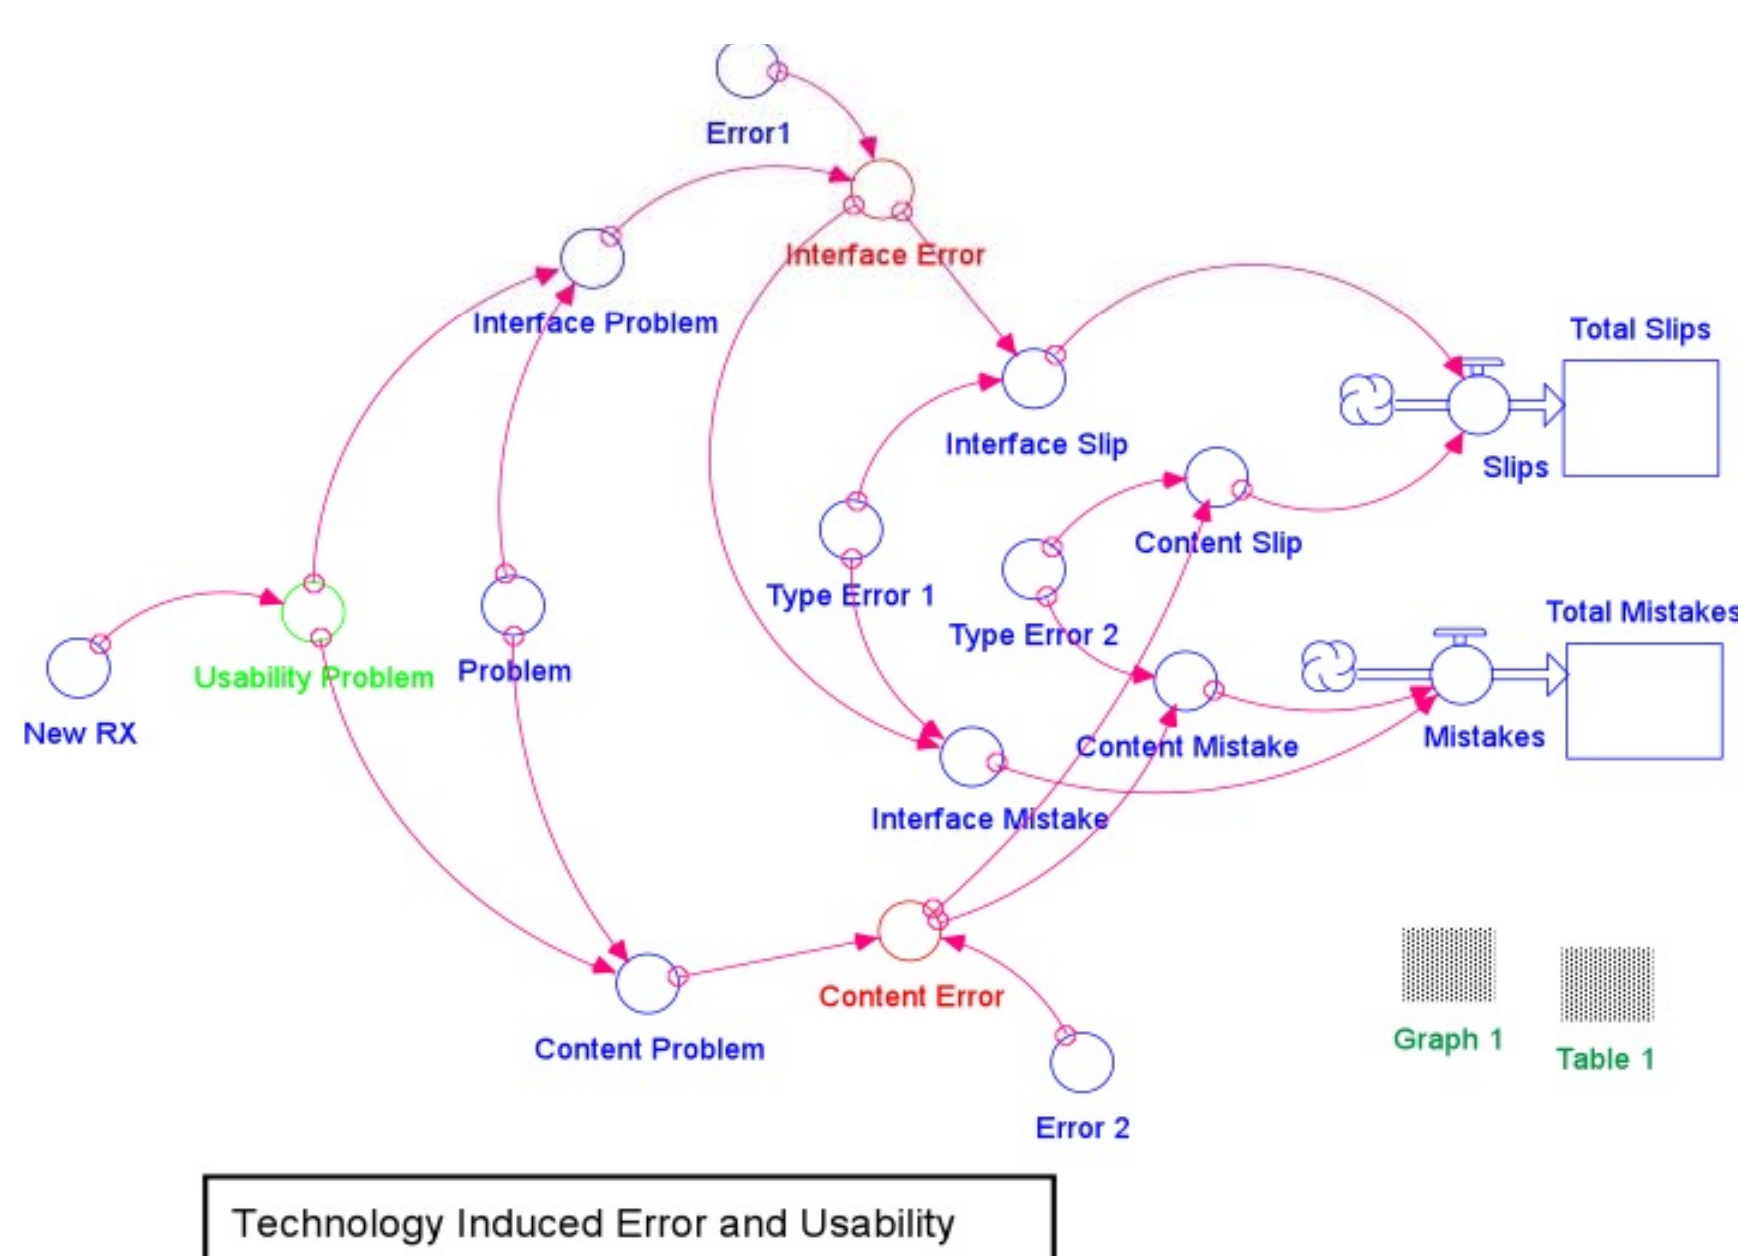 Error1
Interface Error
Interface Problem
Total Slips
Interface Slip
Slips
Content Slip
Type Error 1
Total Mistakes
Type Error 2
Usability Problem
Problem
New RX
Content Mistake
Mistakes
Interface Mistake
Content Error
Content Problem
Graph 1
Table 1
Error 2
Technology Induced Error and Usability